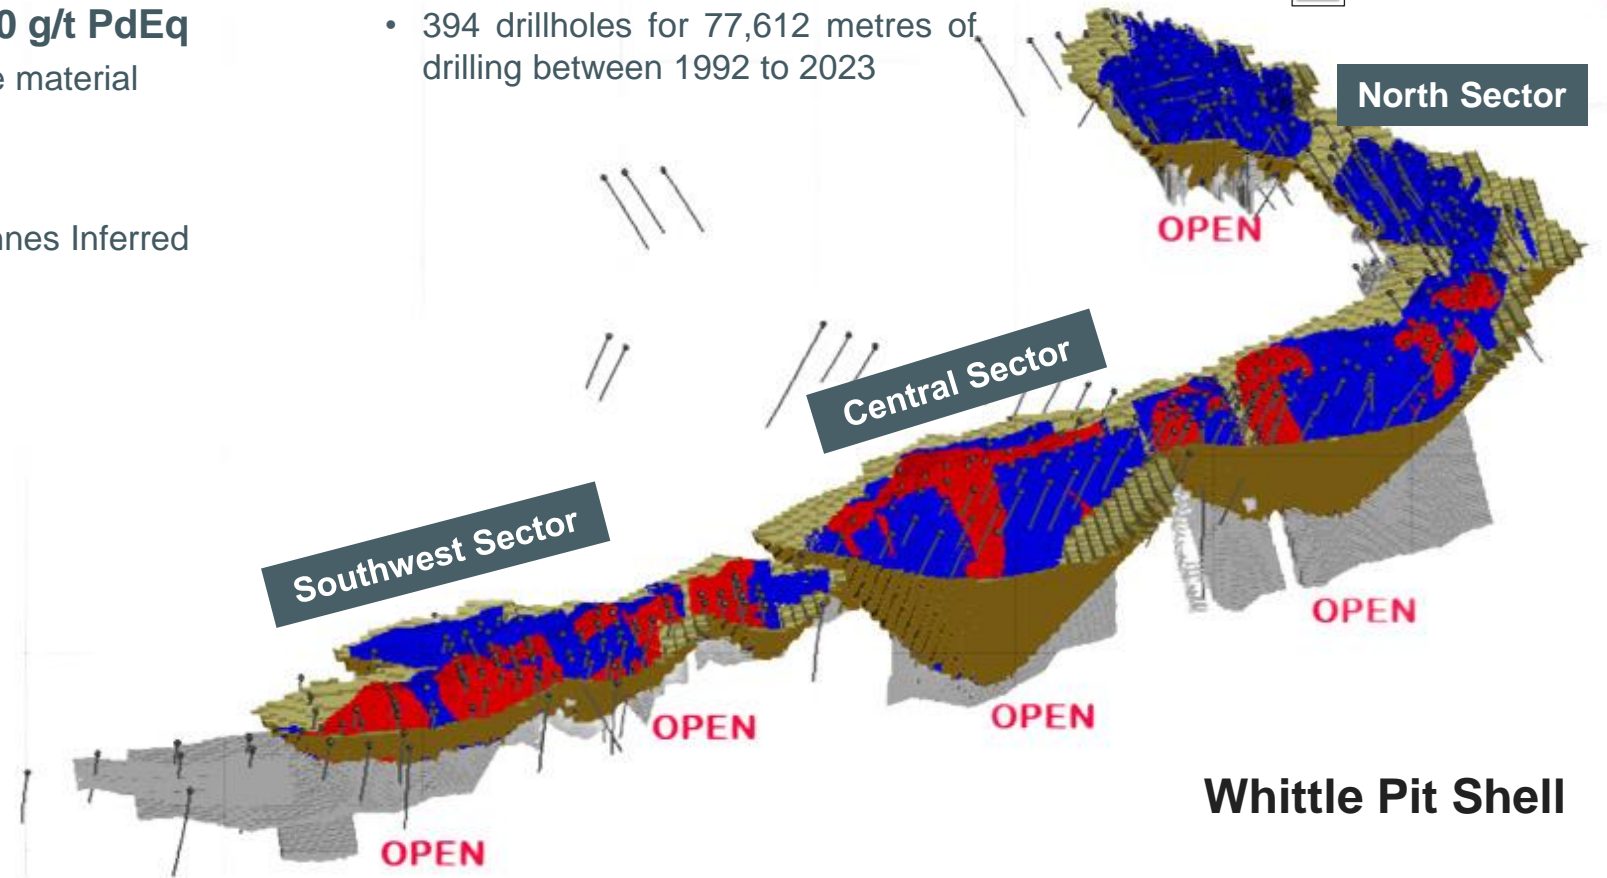 0 g/t PdEq
e material
nnes Inferred
• 394 drillholes for 77,612 metres of
drilling between 1992 to 2023
North Sector
OPEN
Central Sector
Southwest Sector
OPEN
OPEN
OPEN
Whittle Pit Shell
OPEN